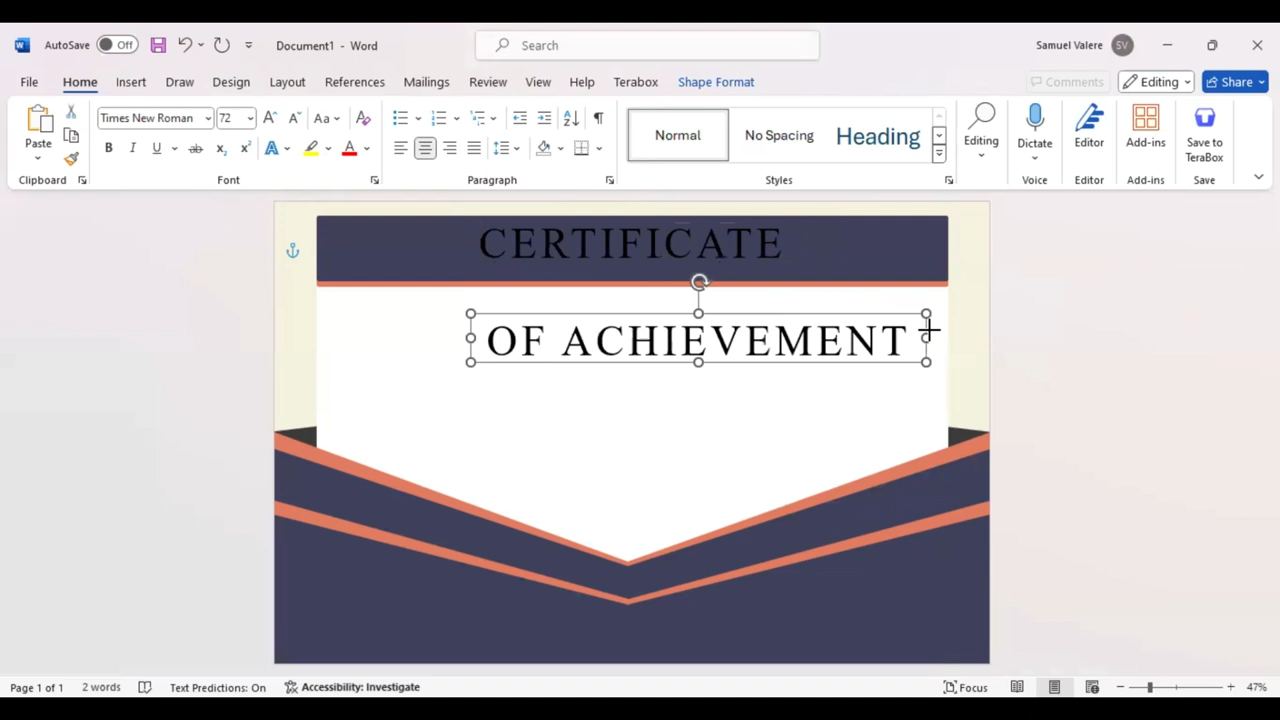 AutoSave Off Document1 - Word Search Samuel Valere SV
File Home Insert Draw Design Layout References Mailings Review View Help Terabox Shape Format Comments Editing Share
Paste Times New Roman 72 Aa Normal No Spacing Heading Editing Dictate Editor Add-ins Save to TeraBox
Clipboard Font Paragraph Styles Voice Editor Add-ins Save
CERTIFICATE
OF ACHIEVEMENT
Page 1 of 1 2 words Text Predictions: On Accessibility: Investigate Focus 47%